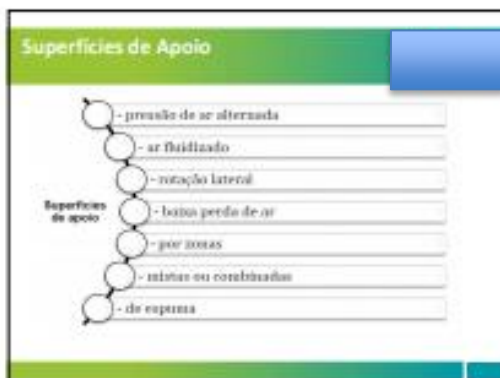 Superfícies de Apoio
- pressão de ar alternada
- ar fluidizado
- rotação lateral
Superfícies
de apoio
- baixa perda de ar
- por zonas
- mistas ou combinadas
- de espuma